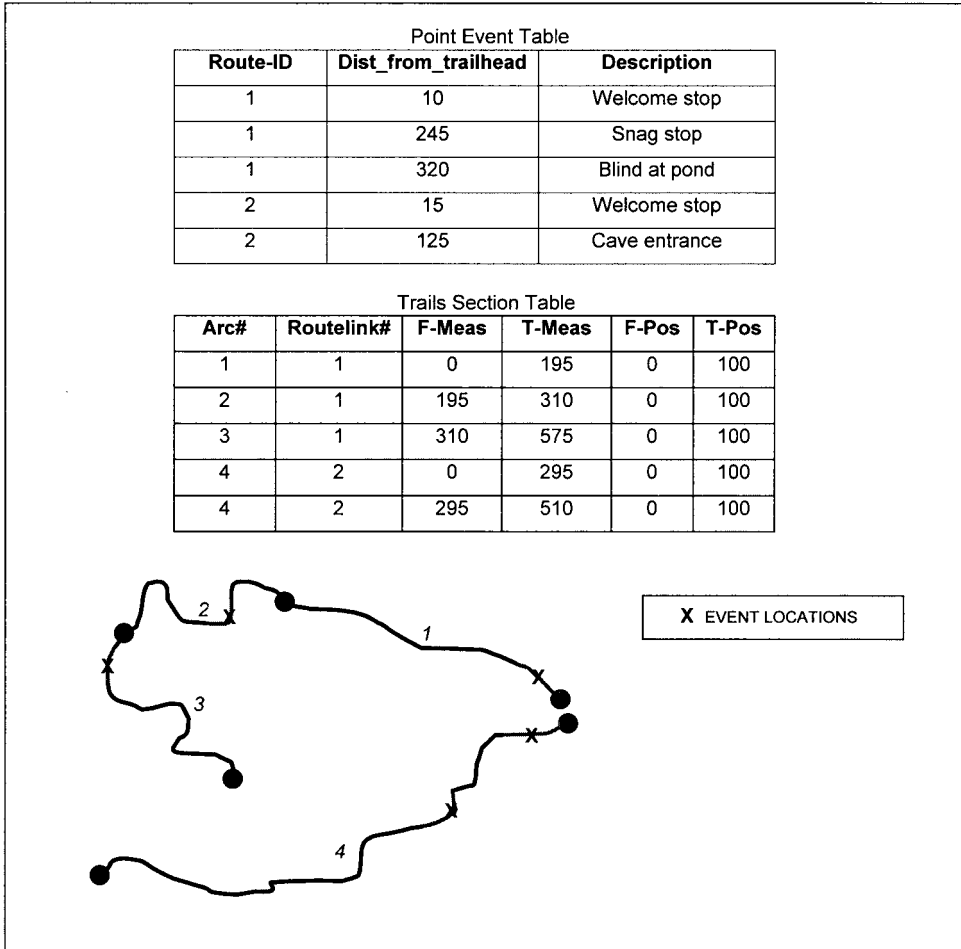 Point Event Table
Route-ID Dist_from_trailhead Description
1 10 Welcome stop
1 245 Snag stop
1 320 Blind at pond
2 15 Welcome stop
2 125 Cave entrance
Trails Section Table
Arc# Routelink# F-Meas T-Meas F-Pos T-Pos
1 1 0 195 0 100
2 1 195 310 0 100
3 1 310 575 0 100
4 2 0 295 0 100
4 2 295 510 0 100
2
1
X EVENT LOCATIONS
3
4